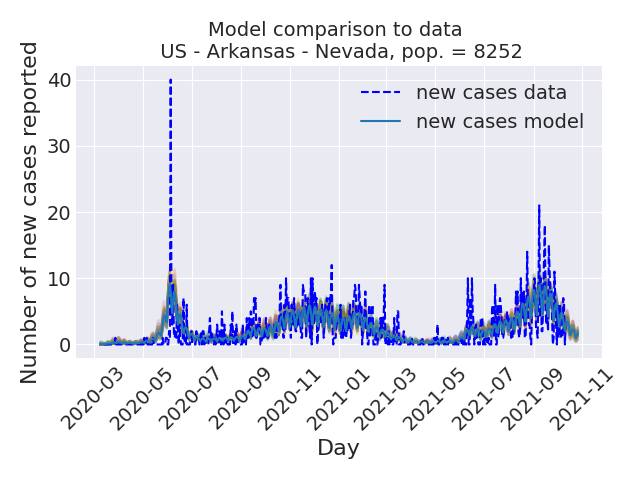 Model comparison to data
US - Arkansas - Nevada, pop. = 8252
Number of new cases reported
40
30
20
10
0
new cases data
new cases model
2020-03
2020-05
2020-07
2020-09
2020-11
2021-01
2021-03
2021-05
2021-07
2021-09
2021-11
Day